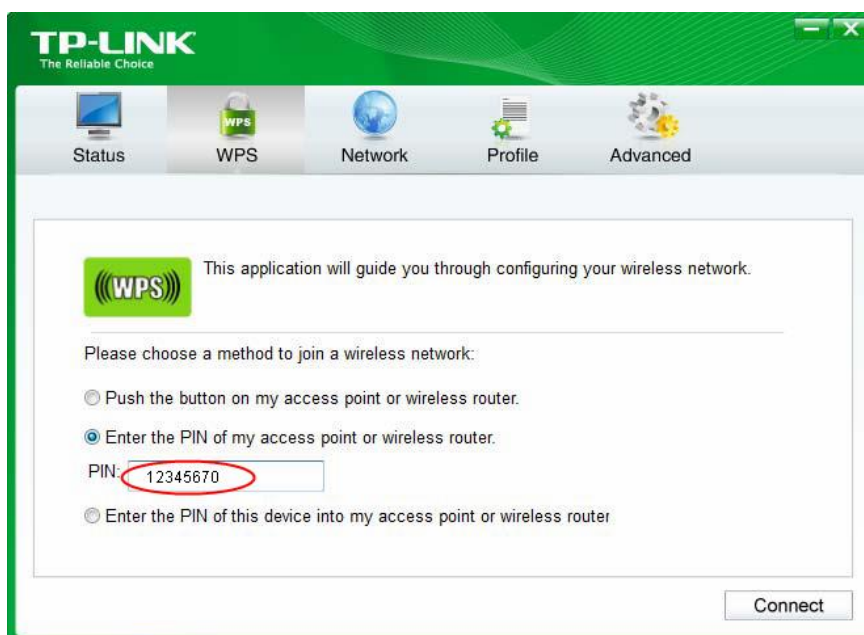 TP-LINK
The Reliable Choice
Status WPS Network Profile Advanced
WPS
(((WPS)))
This application will guide you through configuring your wireless network.
Please choose a method to join a wireless network:
Push the button on my access point or wireless router.
Enter the PIN of my access point or wireless router.
PIN: 12345670
Enter the PIN of this device into my access point or wireless router
Connect